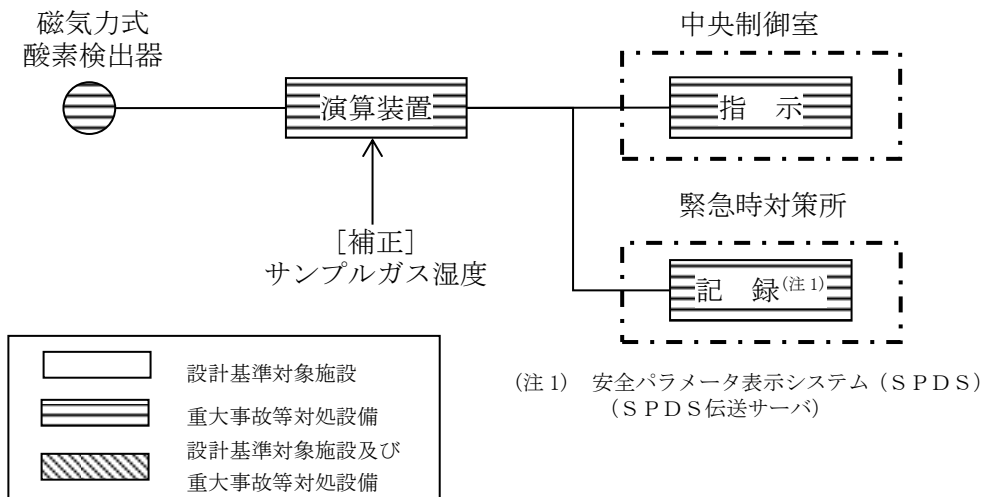 磁気力式
酸素検出器
演算装置
[補正]
サンプルガス湿度
中央制御室
指　示
緊急時対策所
記　録(注1)
(注1)　安全パラメータ表示システム（ＳＰＤＳ）
（ＳＰＤＳ伝送サーバ）
設計基準対象施設
重大事故等対処設備
設計基準対象施設及び
重大事故等対処設備